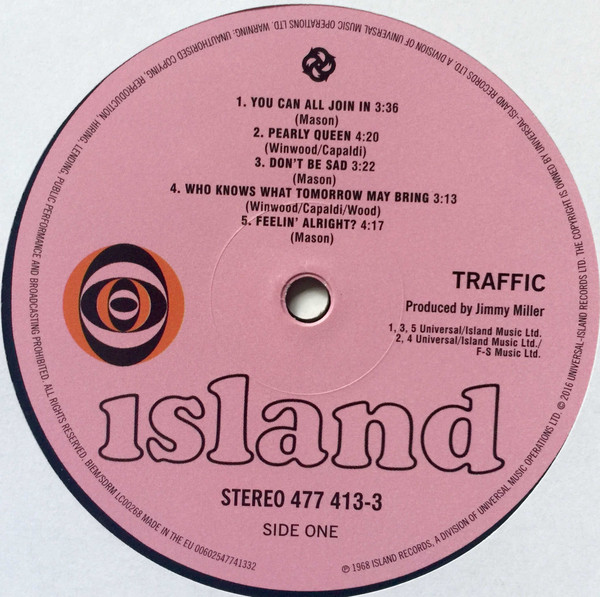 1. YOU CAN ALL JOIN IN 3:36
(Mason)
2. PEARLY QUEEN 4:20
(Winwood/Capaldi)
3. DON'T BE SAD 3:22
(Mason)
4. WHO KNOWS WHAT TOMORROW MAY BRING 3:13
(Winwood/Capaldi/Wood)
5. FEELIN' ALRIGHT? 4:17
(Mason)
TRAFFIC
Produced by Jimmy Miller
1, 3, 5 Universal/Island Music Ltd.
2, 4 Universal/Island Music Ltd./
F-S Music Ltd.
ısland
STEREO 477 413-3
SIDE ONE
℗ 1968 ISLAND RECORDS, A DIVISION OF UNIVERSAL MUSIC OPERATIONS LTD. © 2016 UNIVERSAL-ISLAND RECORDS LTD. THE COPYRIGHT IS OWNED BY UNIVERSAL-ISLAND RECORDS LTD. A DIVISION OF UNIVERSAL MUSIC OPERATIONS LTD. WARNING: UNAUTHORISED COPYING, REPRODUCTION, HIRING, LENDING, PUBLIC PERFORMANCE AND BROADCASTING PROHIBITED. ALL RIGHTS RESERVED. BIEM/SDRM LC00268 MADE IN THE EU 00602547741332